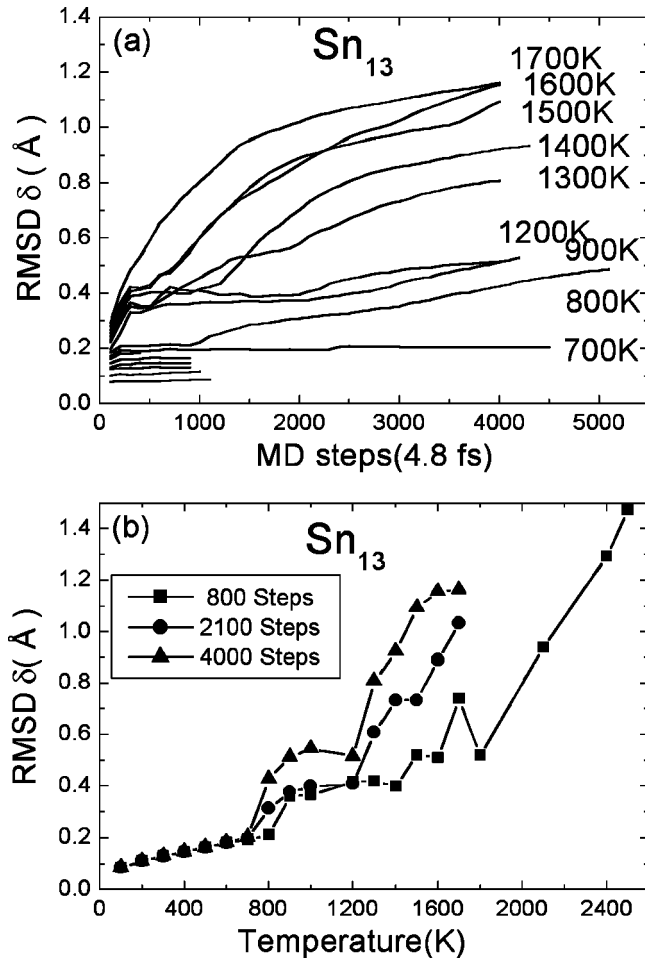 (a)
Sn13
1.4
1.2
1.0
0.8
0.6
0.4
0.2
0.0
RMSD δ ( Å )
1700K
1600K
1500K
1400K
1300K
1200K
900K
800K
700K
0 1000 2000 3000 4000 5000
MD steps(4.8 fs)
(b)
Sn13
800 Steps
2100 Steps
4000 Steps
1.4
1.2
1.0
0.8
0.6
0.4
0.2
0.0
RMSD δ( Å )
0 400 800 1200 1600 2000 2400
Temperature(K)